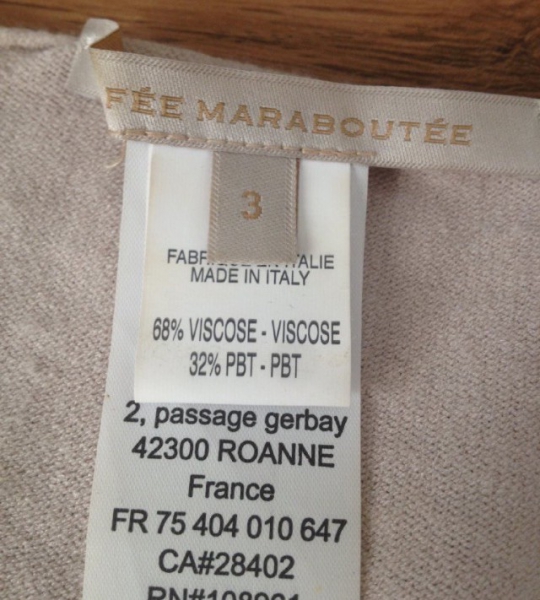 FÉE MARABOUTÉE
3
MADE IN ITALY
68% VISCOSE - VISCOSE
32% PBT - PBT
2, passage gerbay
42300 ROANNE
France
FR 75 404 010 647
CA#28402